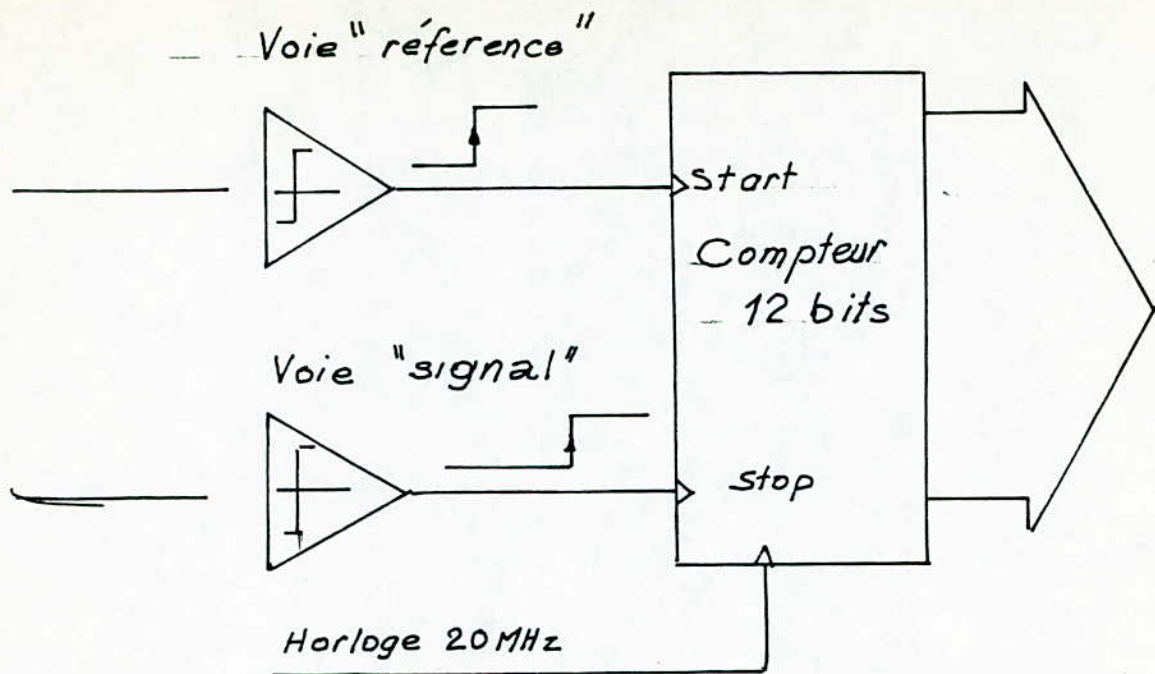 Voie "réference"
start
Compteur
12 bits
Voie "signal"
stop
Horloge 20MHz